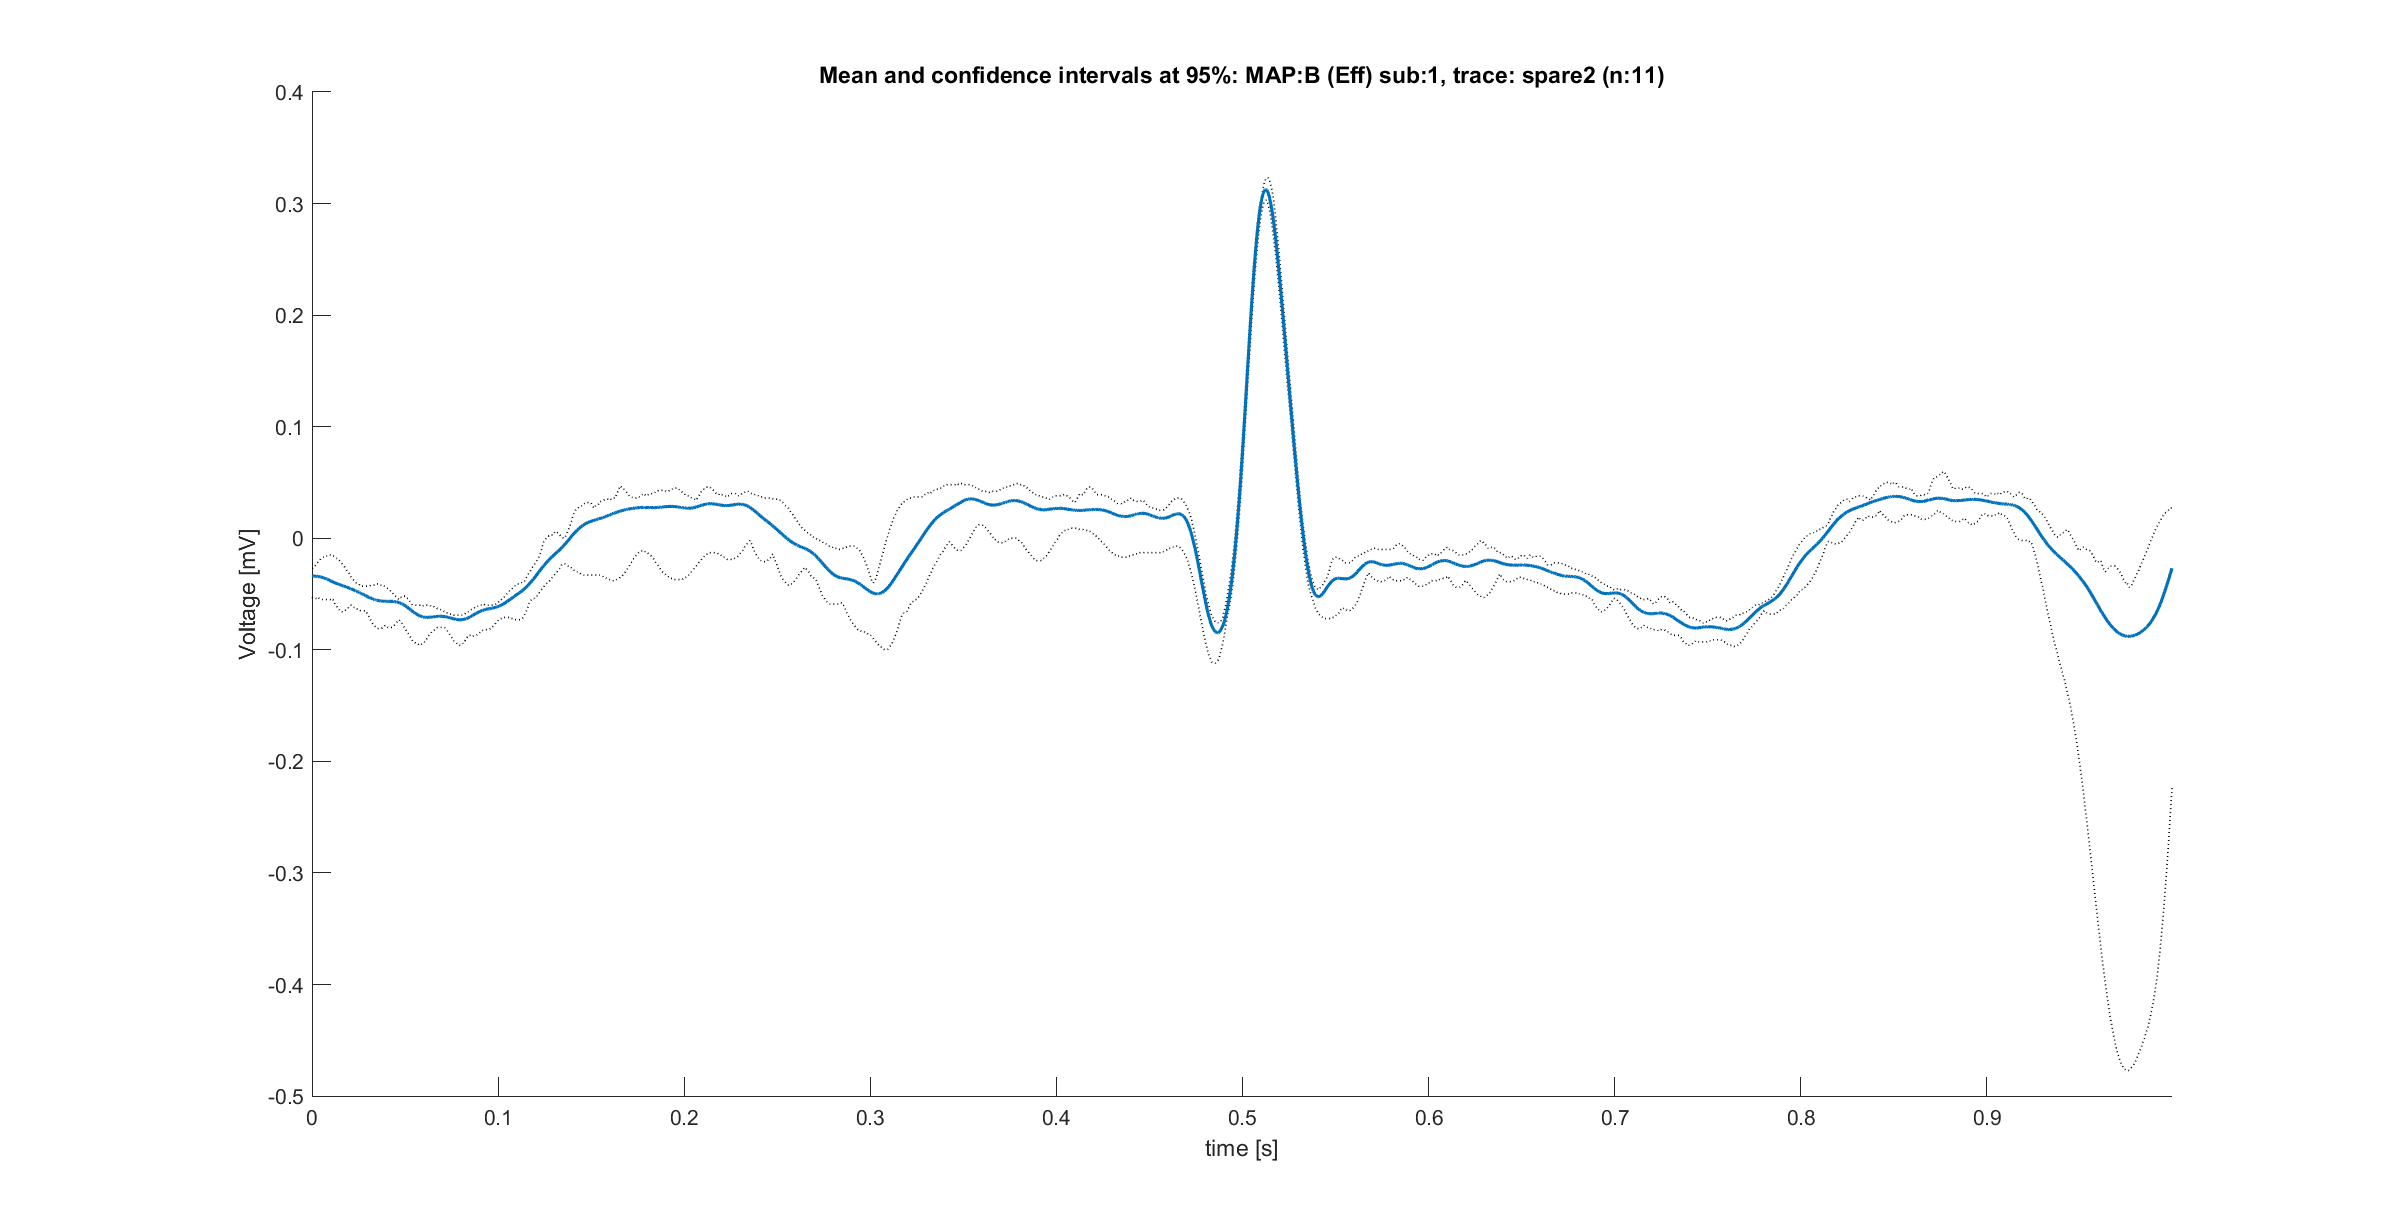 Mean and confidence intervals at 95%: MAP:B (Eff) sub:1, trace: spare2 (n:11)
0.4
0.3
0.2
0.1
0
-0.1
-0.2
-0.3
-0.4
-0.5
Voltage [mV]
0 0.1 0.2 0.3 0.4 0.5 0.6 0.7 0.8 0.9
time [s]